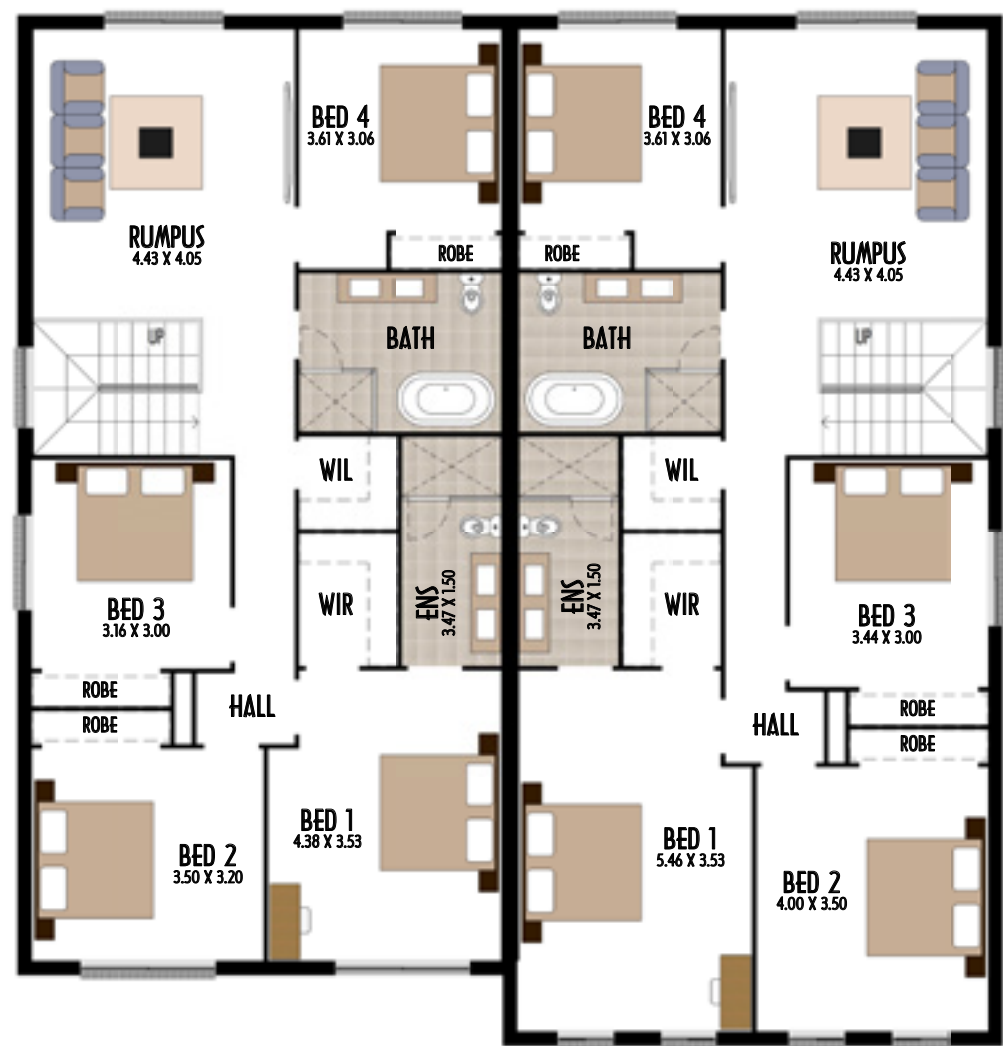 BED 4
3.61 X 3.06
BED 4
3.61 X 3.06
RUMPUS
4.43 X 4.05
ROBE
ROBE
RUMPUS
4.43 X 4.05
UP
BATH
BATH
UP
WIL
WIL
BED 3
3.16 X 3.00
WIR
ENS
3.47 X 1.50
ENS
3.47 X 1.50
WIR
BED 3
3.44 X 3.00
ROBE
ROBE
HALL
HALL
ROBE
ROBE
BED 1
4.38 X 3.53
BED 2
3.50 X 3.20
BED 1
5.46 X 3.53
BED 2
4.00 X 3.50